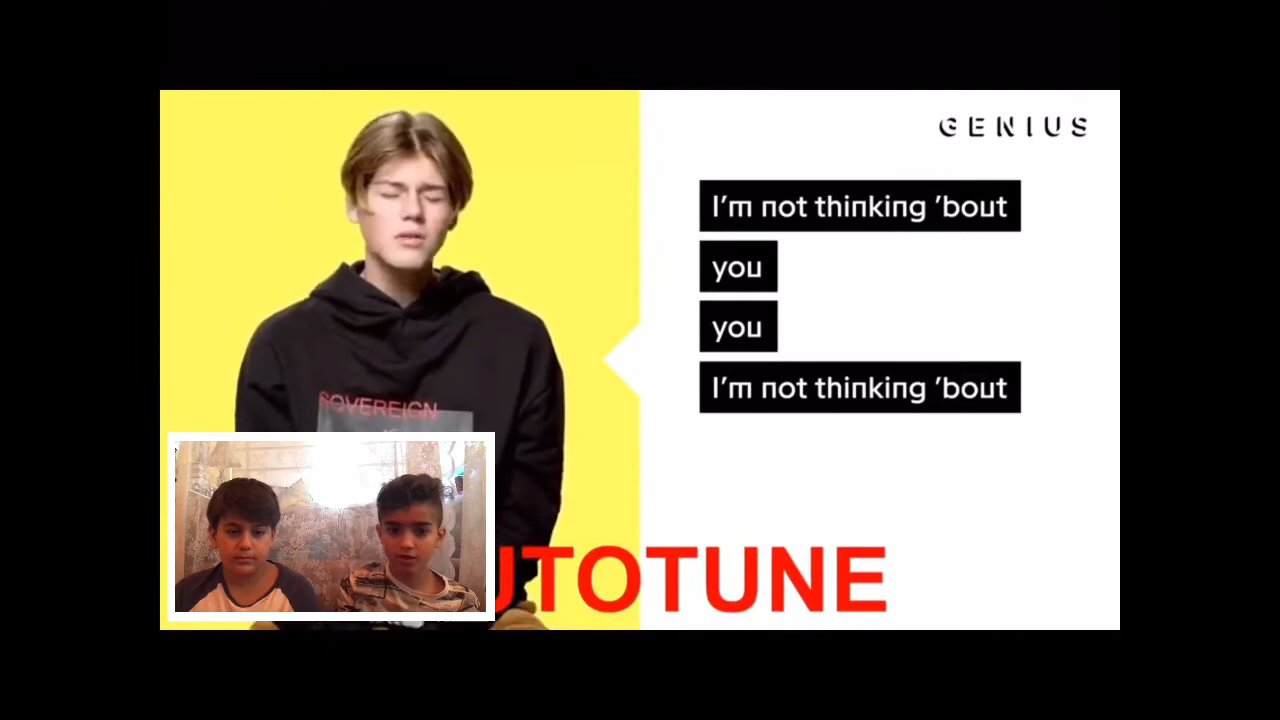 GENIUS
I'm not thinking 'bout
you
you
I'm not thinking 'bout
SOVEREIGN
UTOTUNE